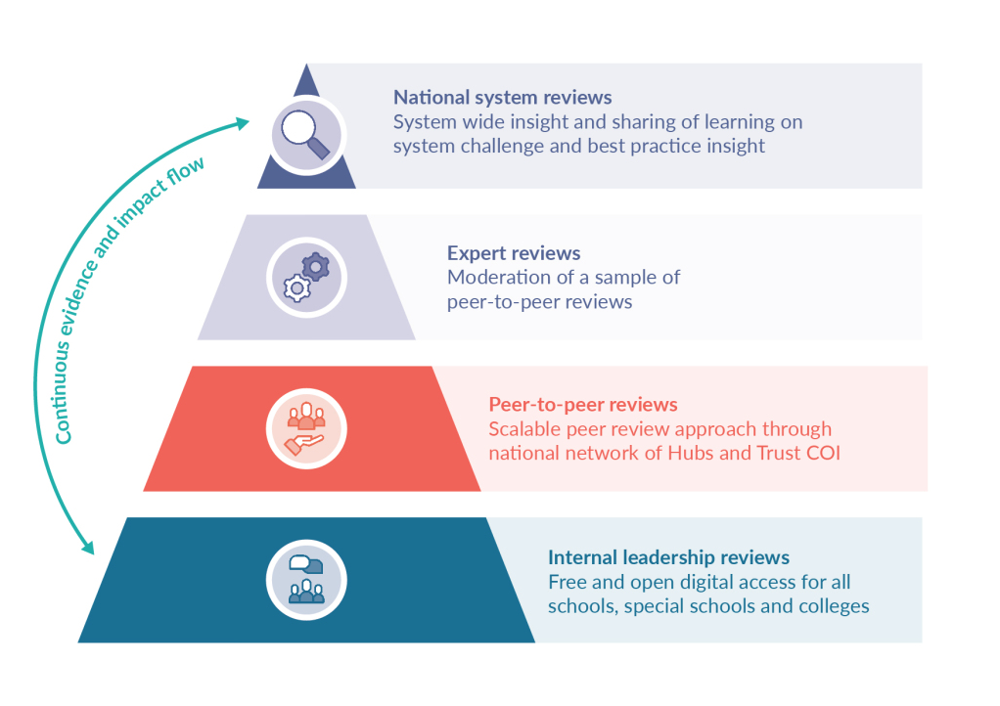 National system reviews
System wide insight and sharing of learning on
system challenge and best practice insight
Expert reviews
Moderation of a sample of
peer-to-peer reviews
Peer-to-peer reviews
Scalable peer review approach through
national network of Hubs and Trust COI
Internal leadership reviews
Free and open digital access for all
schools, special schools and colleges
Continuous evidence and impact flow